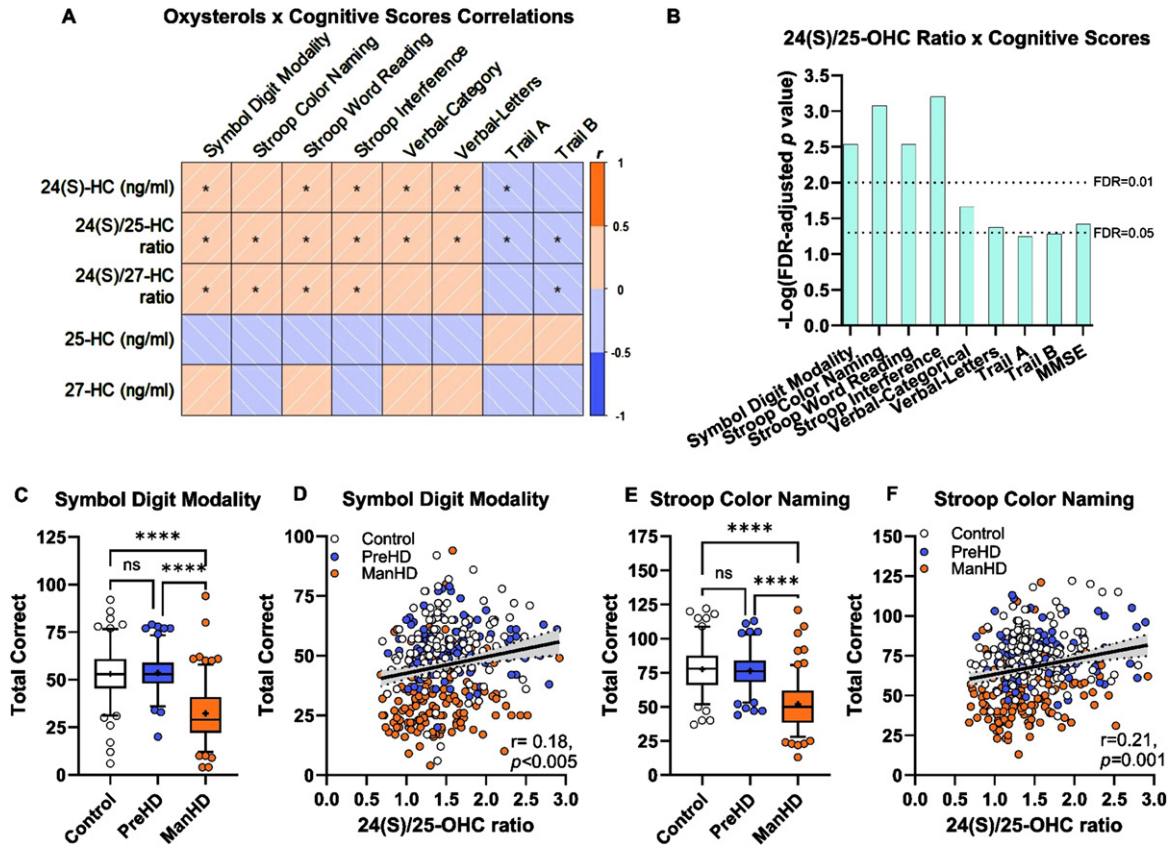 A
Oxysterols x Cognitive Scores Correlations
Symbol Digit Modality
Stroop Color Naming
Stroop Word Reading
Stroop Interference
Verbal-Category
Verbal-Letters
Trail A
Trail B
r
24(S)-HC (ng/ml)
* * * * * *
24(S)/25-HC
ratio
* * * * * * * *
24(S)/27-HC
ratio
* * * * *
25-HC (ng/ml)
27-HC (ng/ml)
1
0.5
0
-0.5
-1
B
24(S)/25-OHC Ratio x Cognitive Scores
-Log(FDR-adjusted p value)
3.5
3.0
2.5
2.0
1.5
1.0
0.5
0.0
FDR=0.01
FDR=0.05
Symbol Digit Modality
Stroop Color Naming
Stroop Word Reading
Stroop Interference
Verbal-Categorical
Verbal-Letters
Trail A
Trail B
MMSE
C
Symbol Digit Modality
Total Correct
125
100
75
50
25
0
****
ns
****
Control
PreHD
ManHD
D
Symbol Digit Modality
Total Correct
100
75
50
25
0
Control
PreHD
ManHD
r= 0.18,
p<0.005
0.0 0.5 1.0 1.5 2.0 2.5 3.0
24(S)/25-OHC ratio
E
Stroop Color Naming
Total Correct
175
150
125
100
75
50
25
0
****
ns
****
Control
PreHD
ManHD
F
Stroop Color Naming
Total Correct
150
125
100
75
50
25
0
Control
PreHD
ManHD
r=0.21,
p=0.001
0.0 0.5 1.0 1.5 2.0 2.5 3.0
24(S)/25-OHC ratio